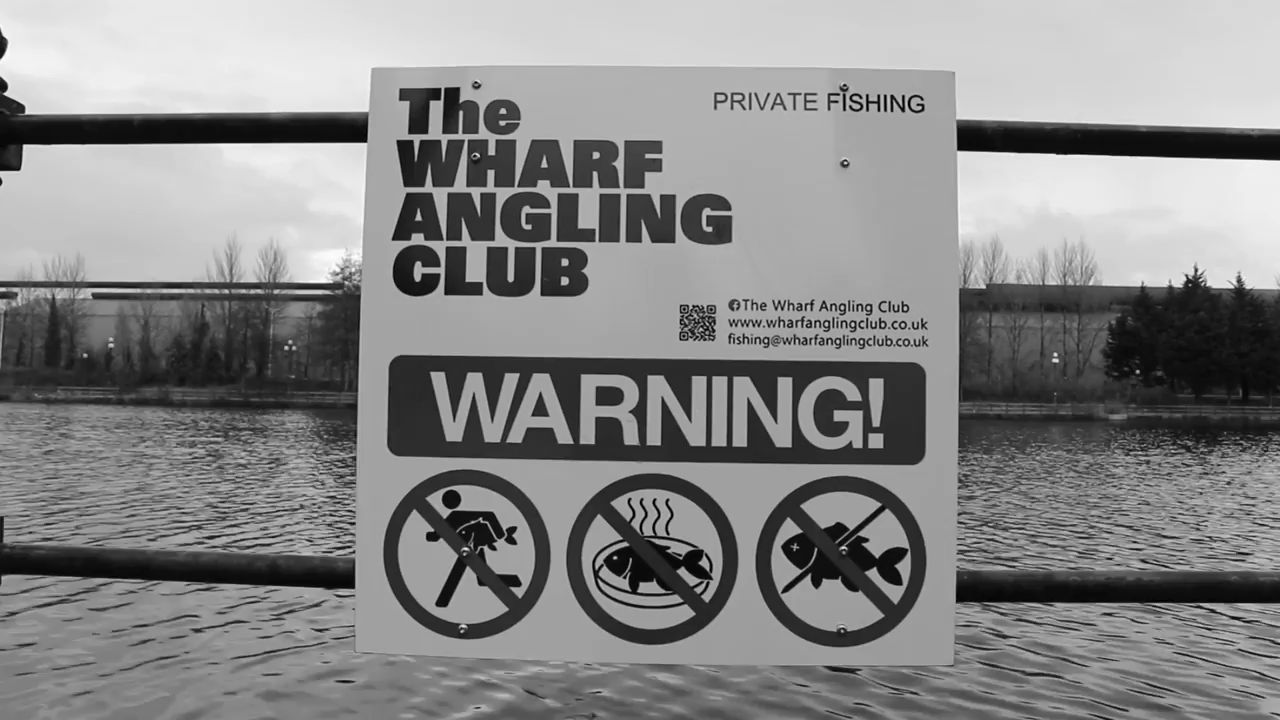 The
WHARF
ANGLING
CLUB
PRIVATE FISHING
The Wharf Angling Club
www.wharfanglingclub.co.uk
fishing@wharfanglingclub.co.uk
WARNING!